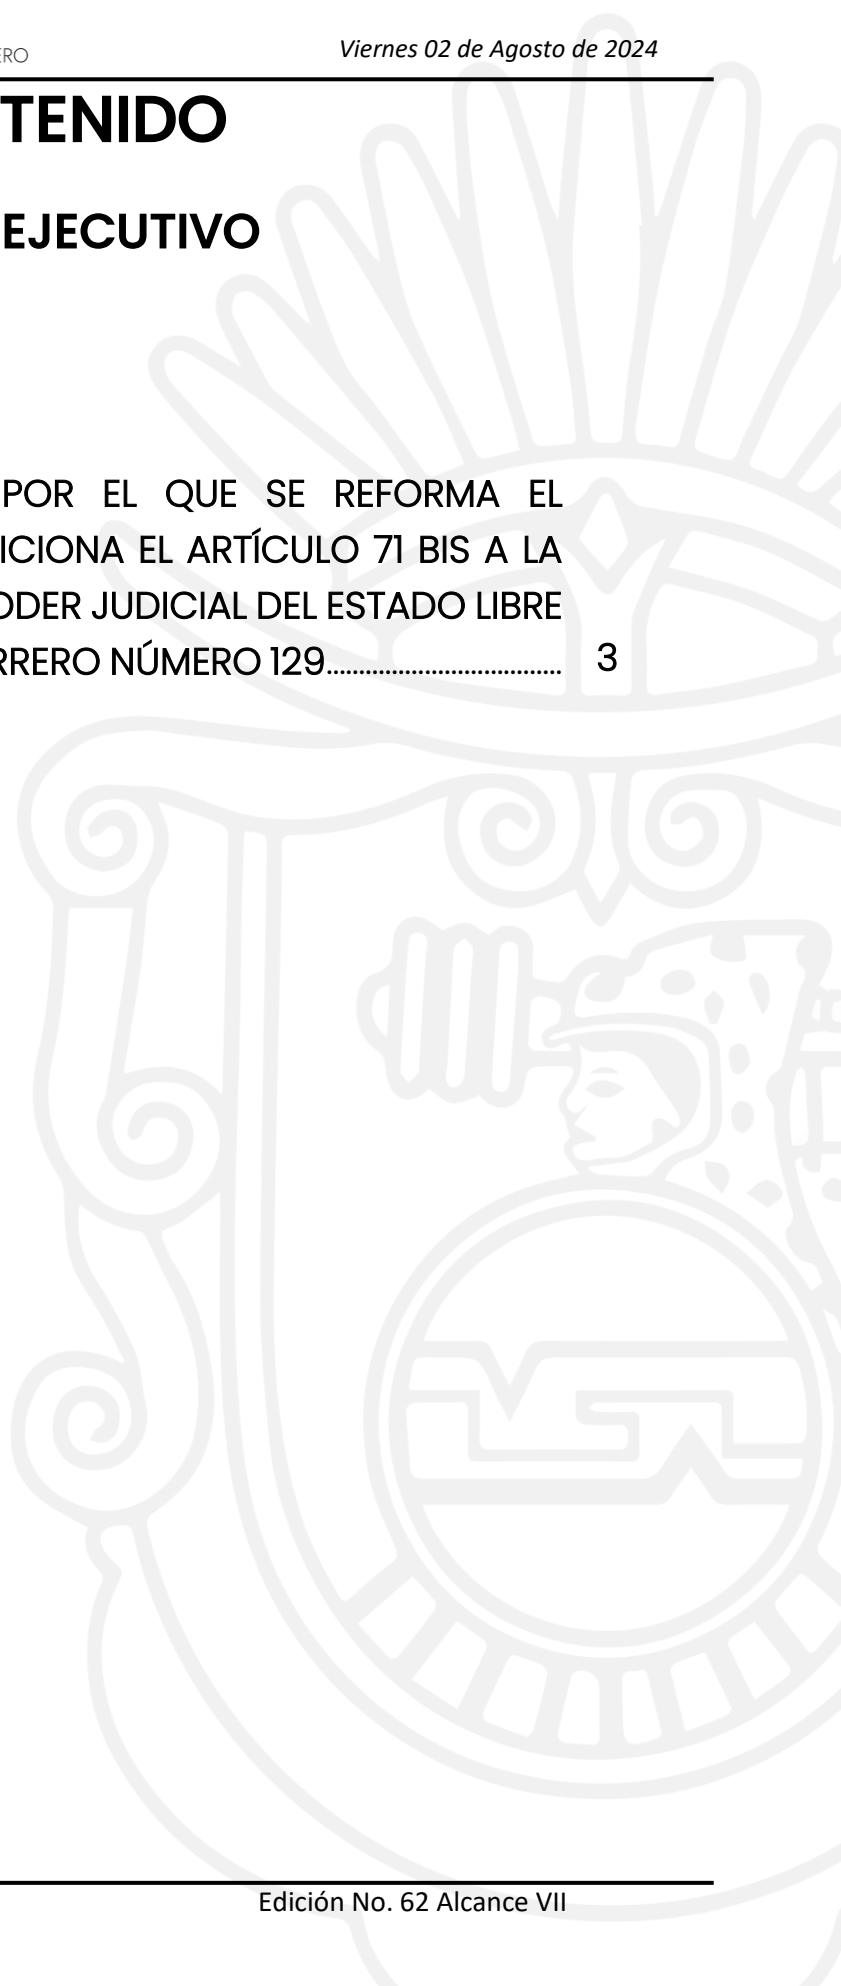 ERO Viernes 02 de Agosto de 2024
TENIDO
EJECUTIVO
POR EL QUE SE REFORMA EL
ICIONA EL ARTÍCULO 71 BIS A LA
ODER JUDICIAL DEL ESTADO LIBRE
RRERO NÚMERO 129.................................... 3
Edición No. 62 Alcance VII